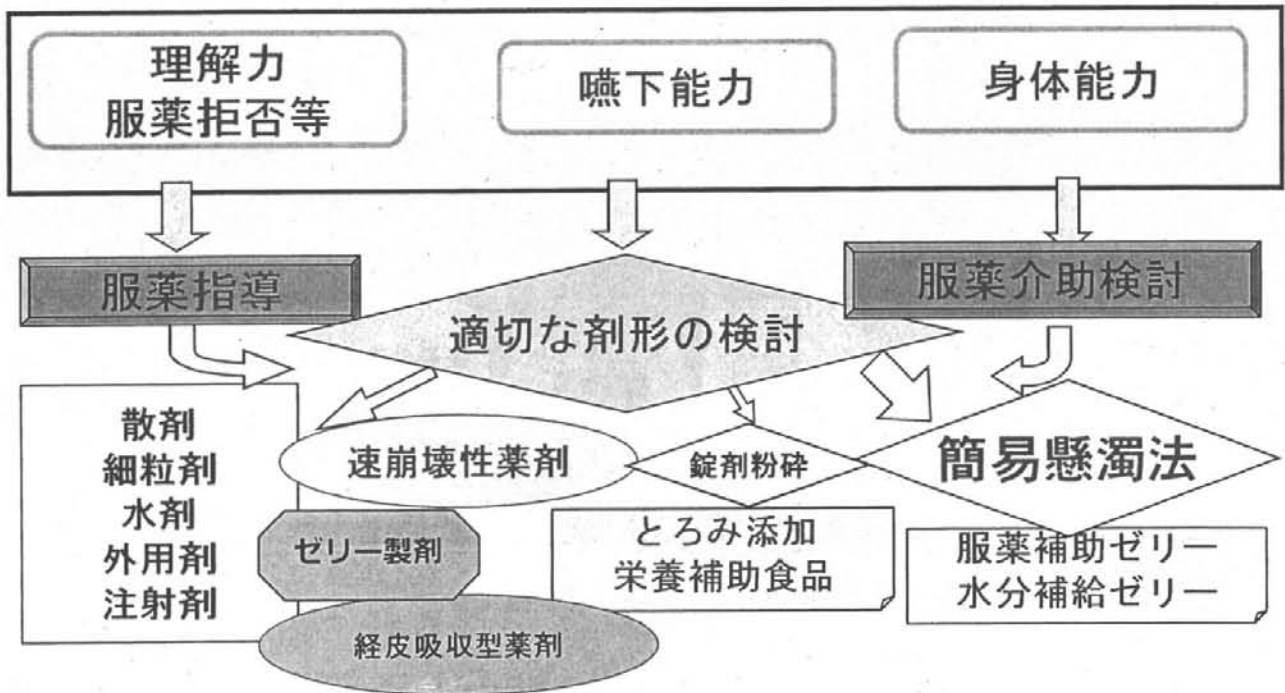 理解力
服薬拒否等
嚥下能力
身体能力
服薬指導
適切な剤形の検討
服薬介助検討
散剤
細粒剤
水剤
外用剤
注射剤
速崩壊性薬剤
ゼリー製剤
経皮吸収型薬剤
錠剤粉砕
とろみ添加
栄養補助食品
簡易懸濁法
服薬補助ゼリー
水分補給ゼリー